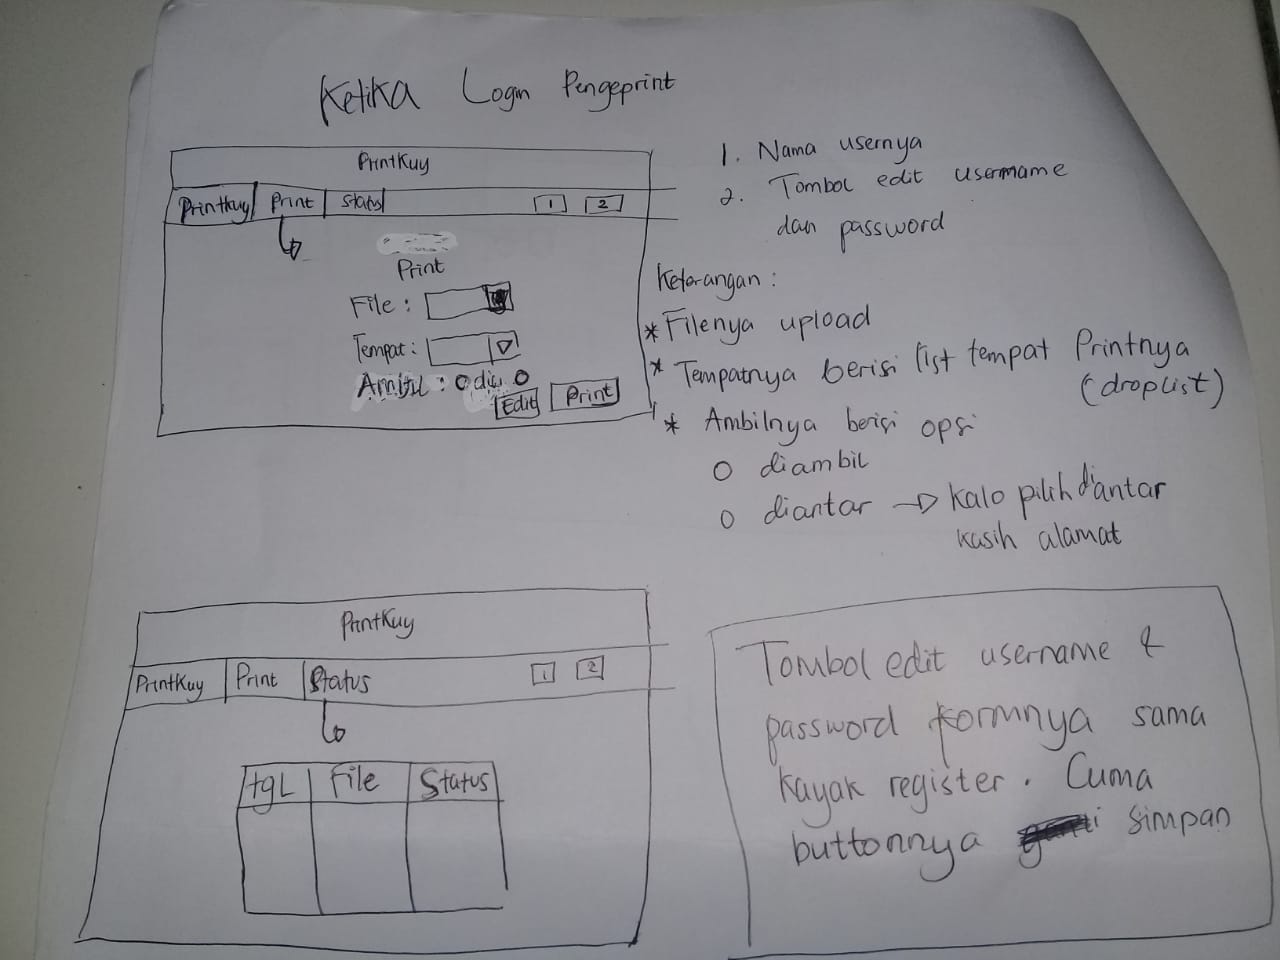 Ketika Login Pengeprint
PrintKuy
Printkuy Print Status 1 2
Print
File :
Tempat :
Ambil : O di O
Edit Print
1. Nama usernya
2. Tombol edit username
dan password
Keterangan :
* Filenya upload
* Tempatnya berisi list tempat Printnya
(droplist)
* Ambilnya berisi opsi
O diambil
O diantar → Kalo pilih diantar
kasih alamat
PrintKuy
PrintKuy Print Status 1 2
tgl File Status
Tombol edit username &
password formnya sama
kayak register. Cuma
buttonnya simpan